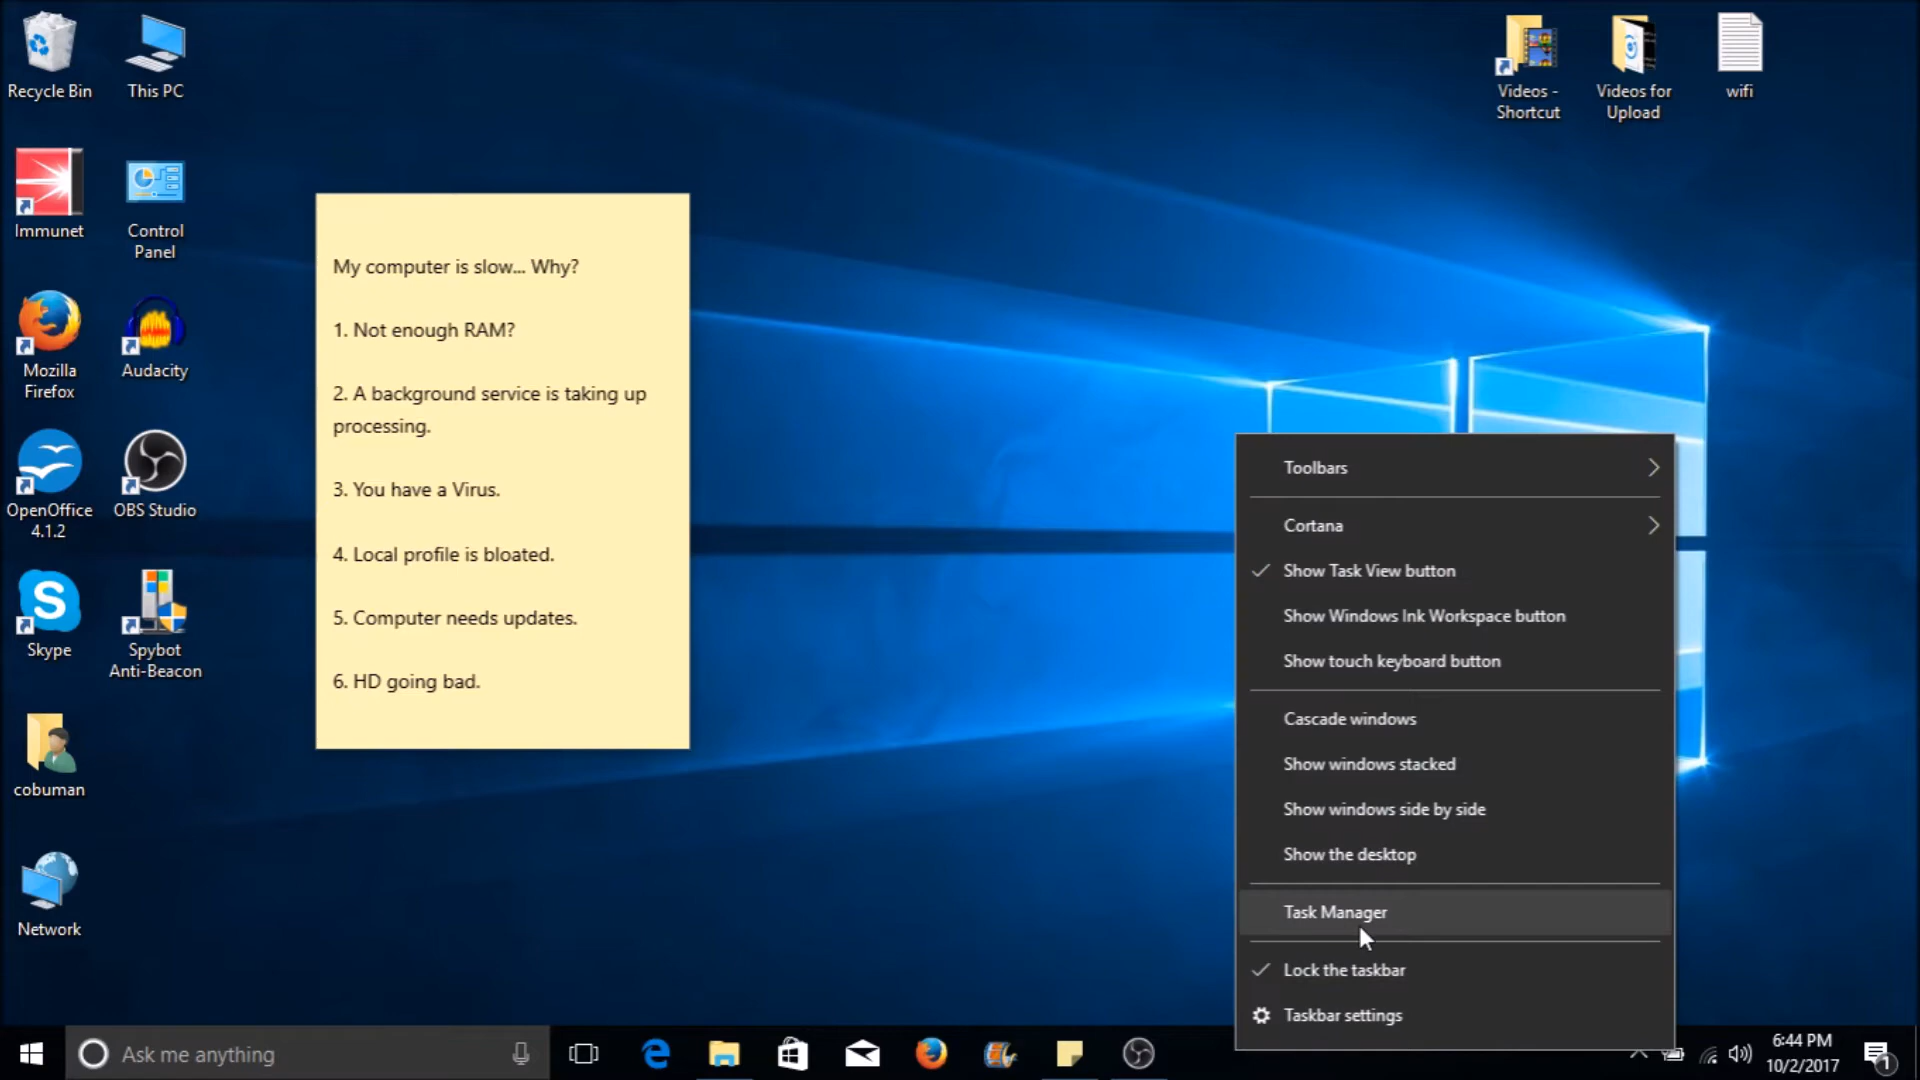 Recycle Bin
This PC
Videos -
Shortcut
Videos for
Upload
wifi
Immunet
Control
Panel
Mozilla
Firefox
Audacity
OpenOffice
4.1.2
OBS Studio
Skype
Spybot
Anti-Beacon
cobuman
Network
My computer is slow... Why?
1. Not enough RAM?
2. A background service is taking up
processing.
3. You have a Virus.
4. Local profile is bloated.
5. Computer needs updates.
6. HD going bad.
Toolbars
Cortana
Show Task View button
Show Windows Ink Workspace button
Show touch keyboard button
Cascade windows
Show windows stacked
Show windows side by side
Show the desktop
Task Manager
Lock the taskbar
Taskbar settings
Ask me anything
6:44 PM
10/2/2017
1